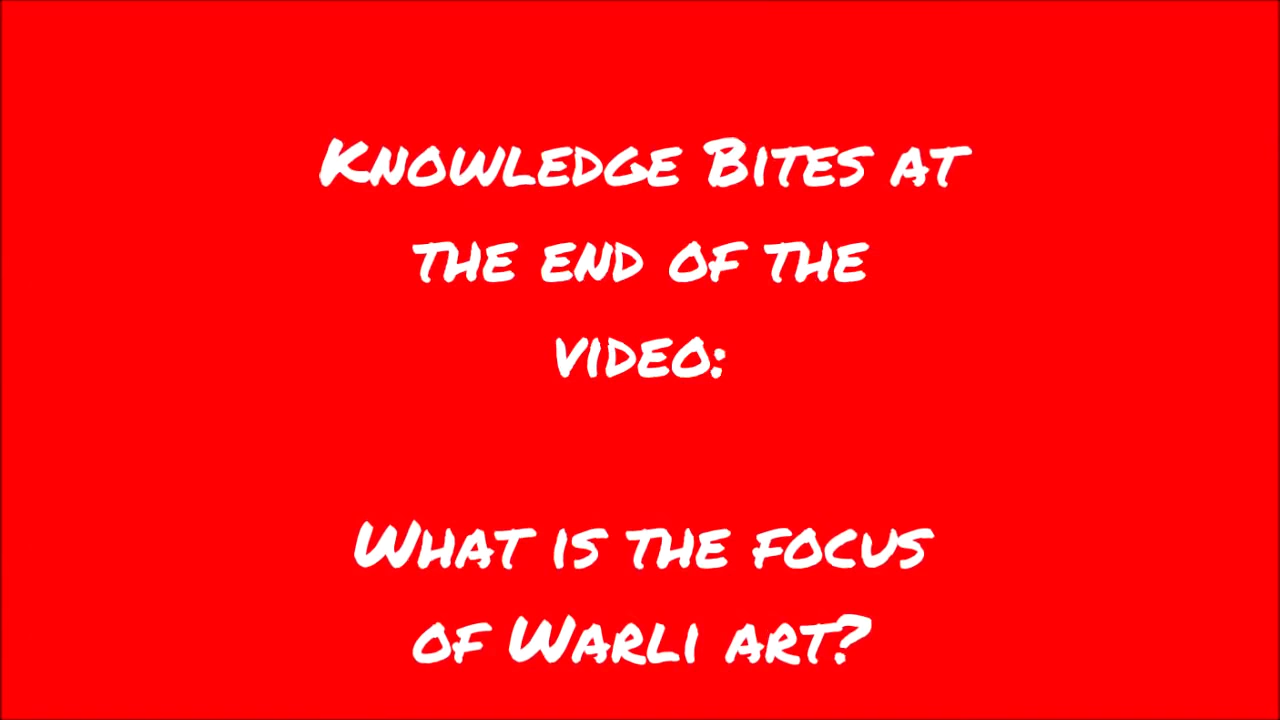 Knowledge Bites at
the end of the
video:
What is the focus
of Warli art?